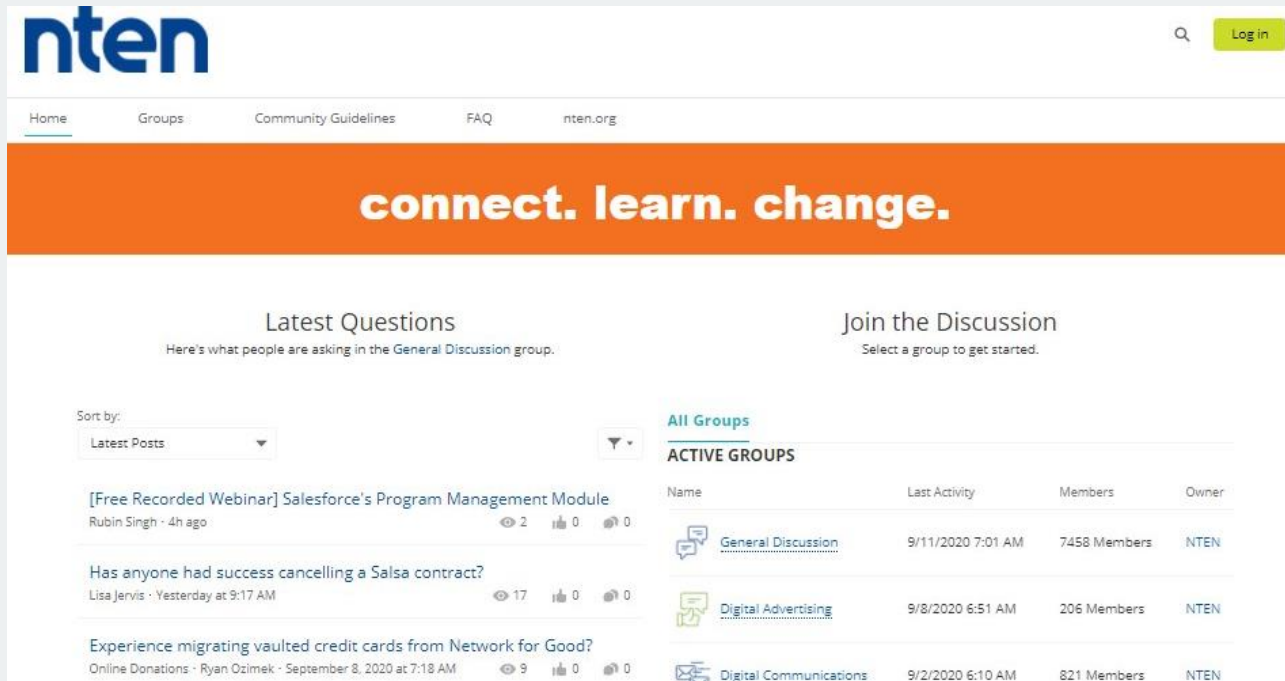 nten
Log in
Home Groups Community Guidelines FAQ nten.org
connect. learn. change.
Latest Questions
Here's what people are asking in the General Discussion group.
Sort by:
Latest Posts
[Free Recorded Webinar] Salesforce's Program Management Module
Rubin Singh · 4h ago 2 0 0
Has anyone had success cancelling a Salsa contract?
Lisa Jervis · Yesterday at 9:17 AM 17 0 0
Experience migrating vaulted credit cards from Network for Good?
Online Donations · Ryan Ozimek · September 8, 2020 at 7:18 AM 9 0 0
Join the Discussion
Select a group to get started.
All Groups
ACTIVE GROUPS
Name Last Activity Members Owner
General Discussion 9/11/2020 7:01 AM 7458 Members NTEN
Digital Advertising 9/8/2020 6:51 AM 206 Members NTEN
Digital Communications 9/2/2020 6:10 AM 821 Members NTEN